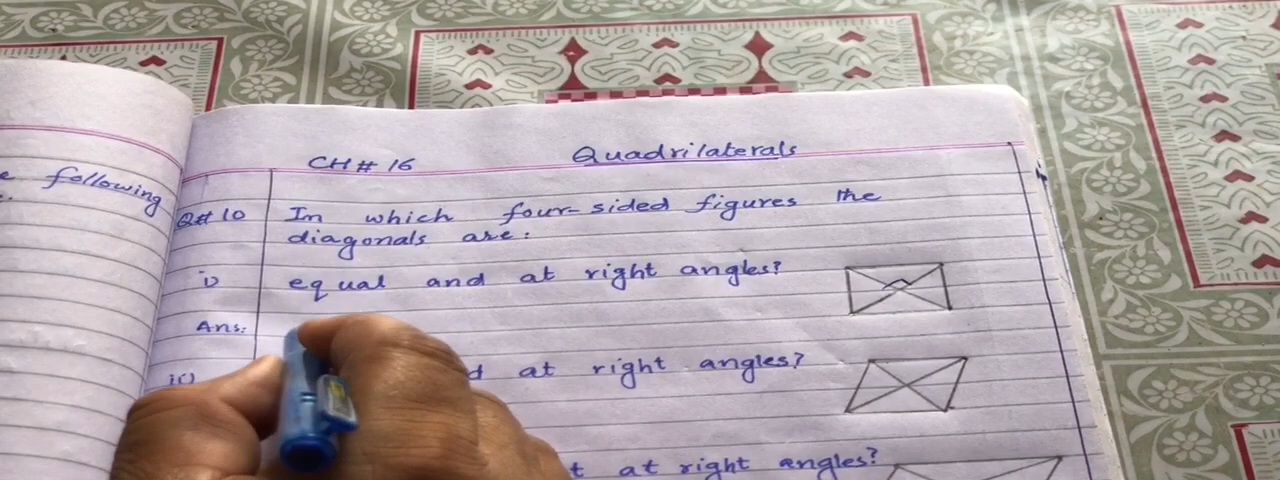 e following
CH# 16 Quadrilaterals
Q# 10 In which four-sided figures the
diagonals are:
i) equal and at right angles?
Ans:
ii) at right angles?
t at right angles?